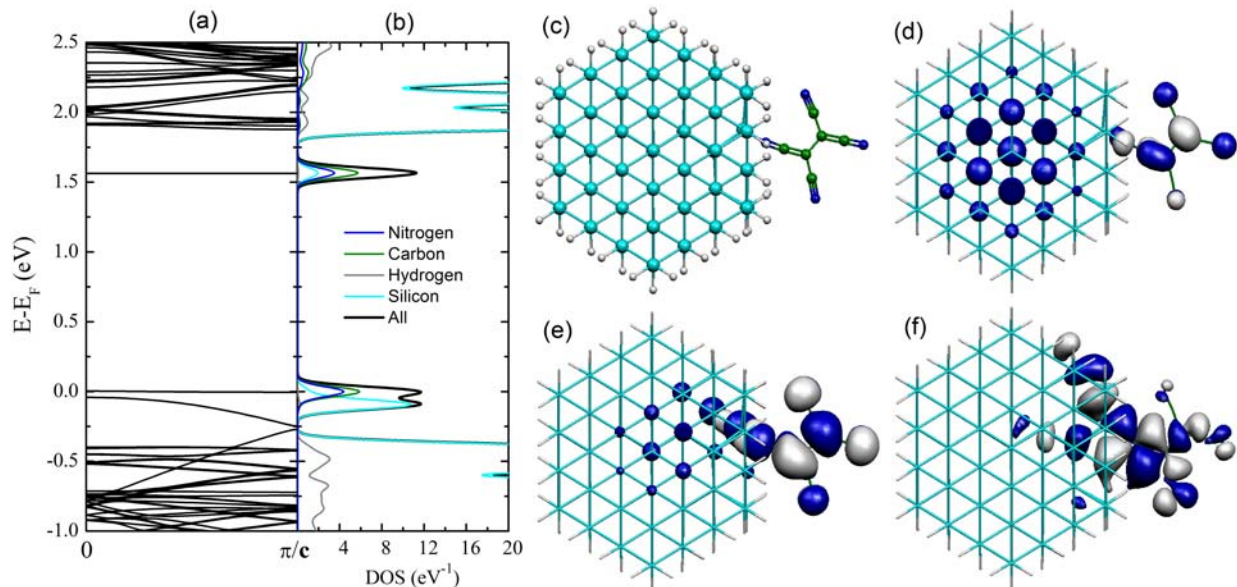 (a)
(b)
(c)
(d)
2.5
2.0
1.5
1.0
0.5
0.0
-0.5
-1.0
E-E_F (eV)
Nitrogen
Carbon
Hydrogen
Silicon
All
(e)
(f)
0
π/c
4
8
12
16
20
DOS (eV⁻¹)